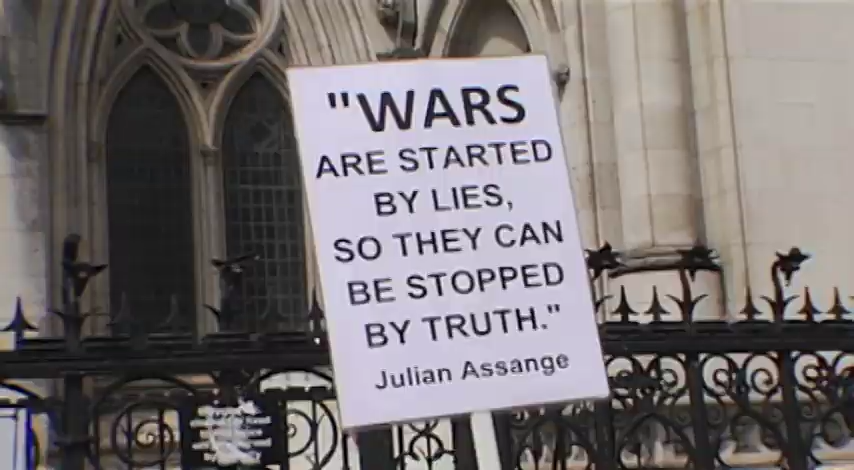 "WARS
ARE STARTED
BY LIES,
SO THEY CAN
BE STOPPED
BY TRUTH."
Julian Assange